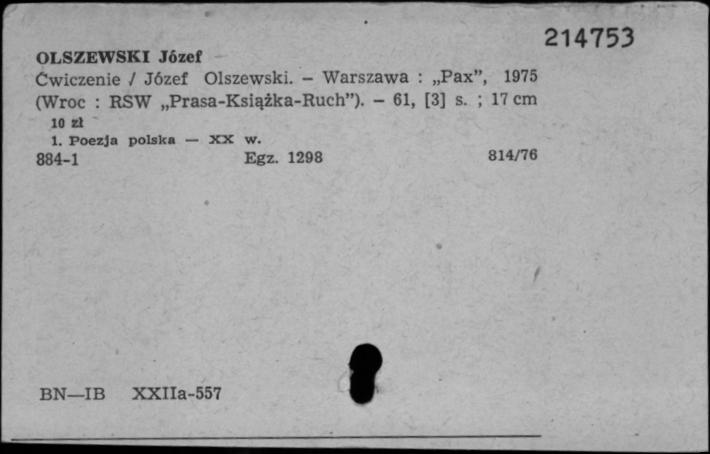 214753
OLSZEWSKI Józef
Ćwiczenie / Józef Olszewski. – Warszawa : „Pax”, 1975
(Wroc : RSW „Prasa-Książka-Ruch”). – 61, [3] s. ; 17 cm
10 zł
1. Poezja polska — XX w.
884-1 Egz. 1298 814/76
BN—IB XXIIa-557